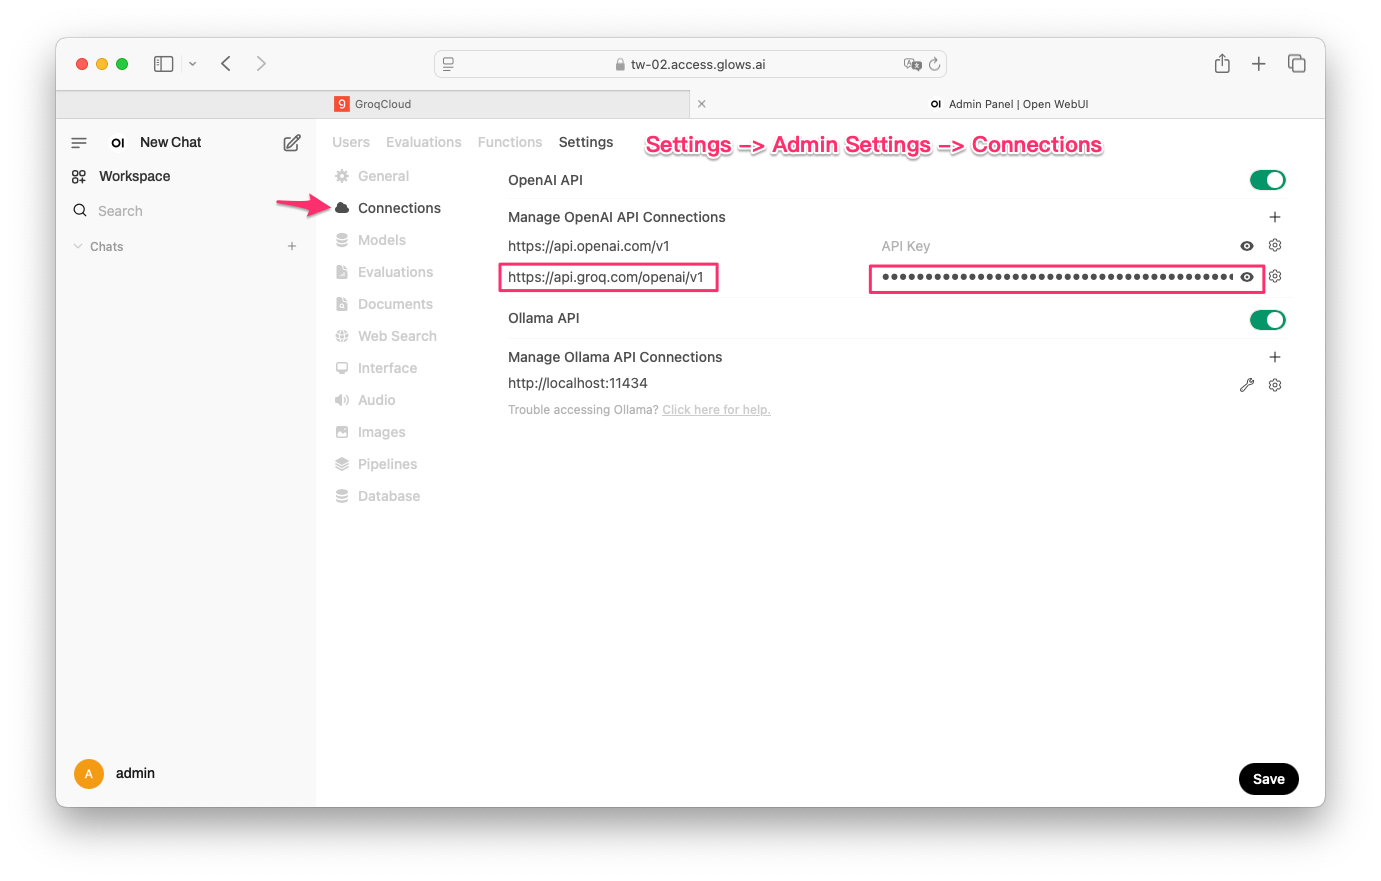 tw-02.access.glows.ai
9 GroqCloud
OI Admin Panel | Open WebUI
OI New Chat
Workspace
Search
Chats
Users Evaluations Functions Settings
Settings –> Admin Settings –> Connections
General
Connections
Models
Evaluations
Documents
Web Search
Interface
Audio
Images
Pipelines
Database
OpenAI API
Manage OpenAI API Connections
https://api.openai.com/v1 API Key
https://api.groq.com/openai/v1
Ollama API
Manage Ollama API Connections
http://localhost:11434
Trouble accessing Ollama? Click here for help.
A admin
Save